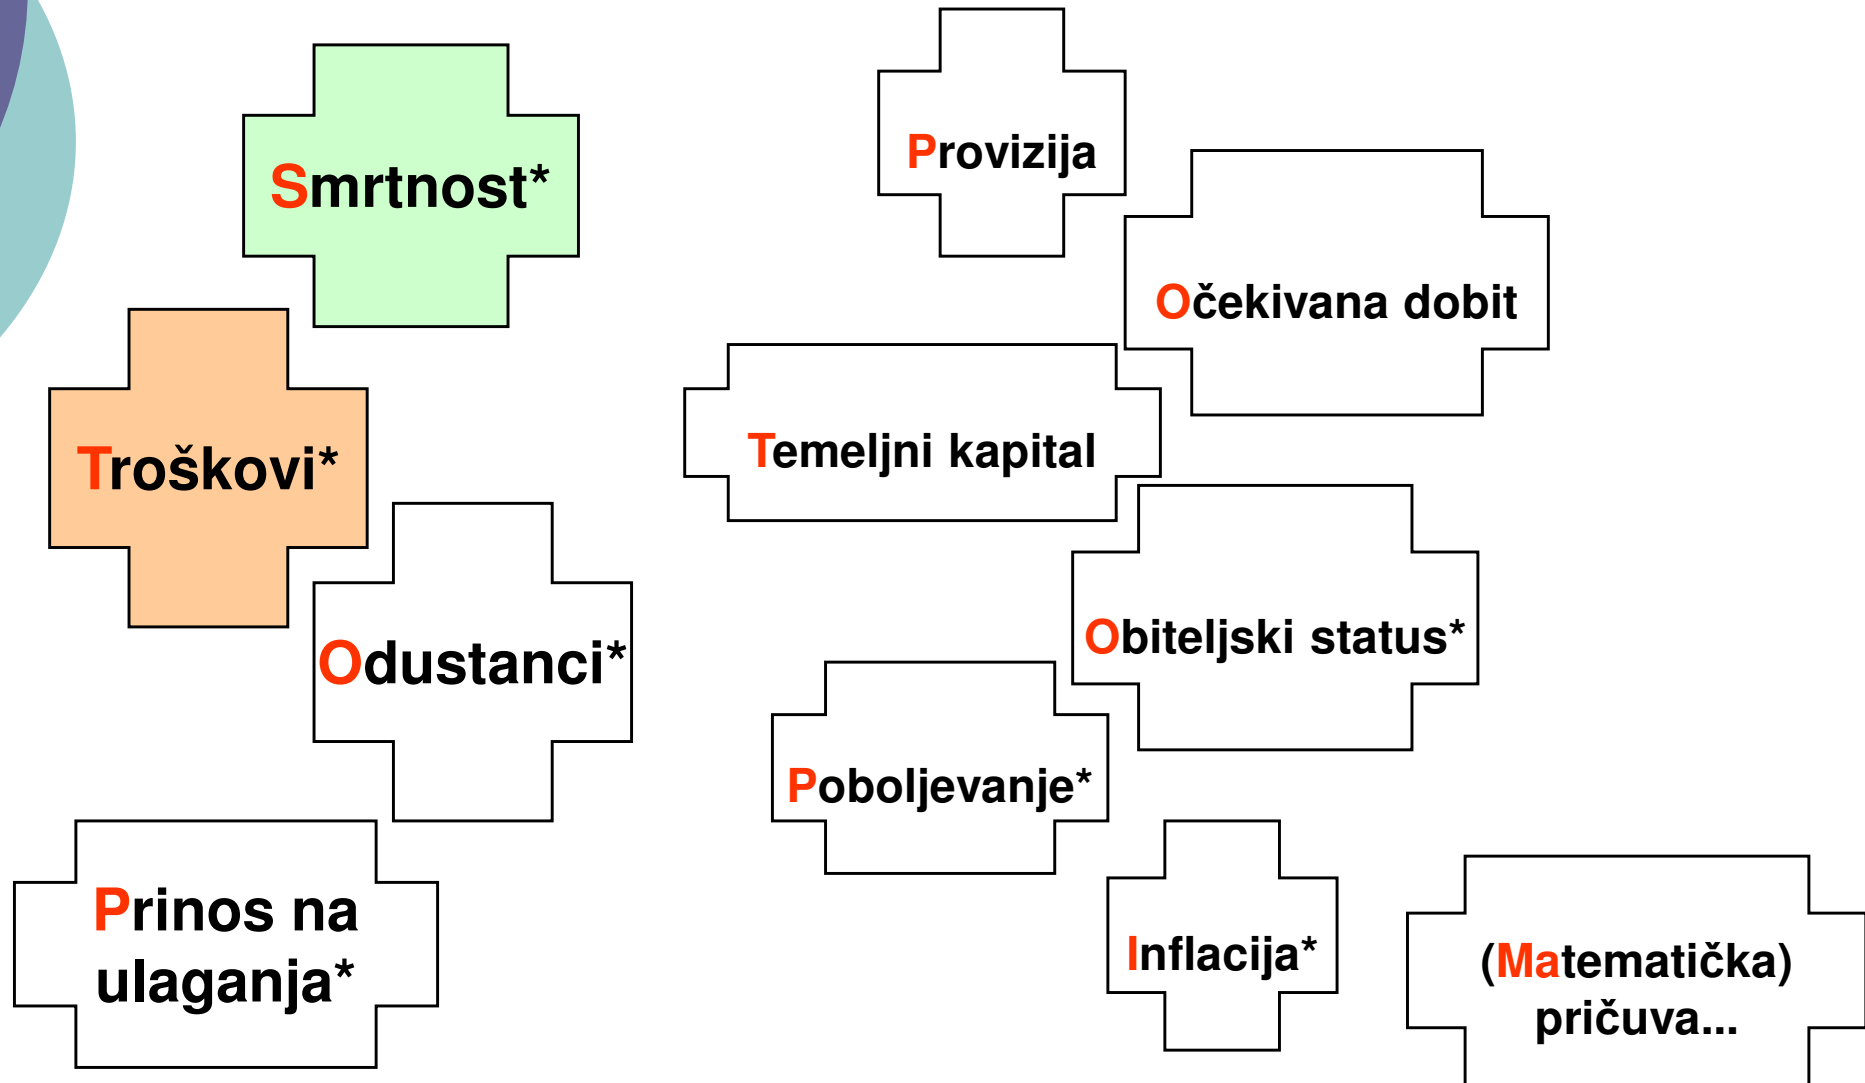 Smrtnost*
Troškovi*
Odustanci*
Prinos na
ulaganja*
Provizija
Očekivana dobit
Temeljni kapital
Obiteljski status*
Poboljevanje*
Inflacija*
(Matematička)
pričuva...